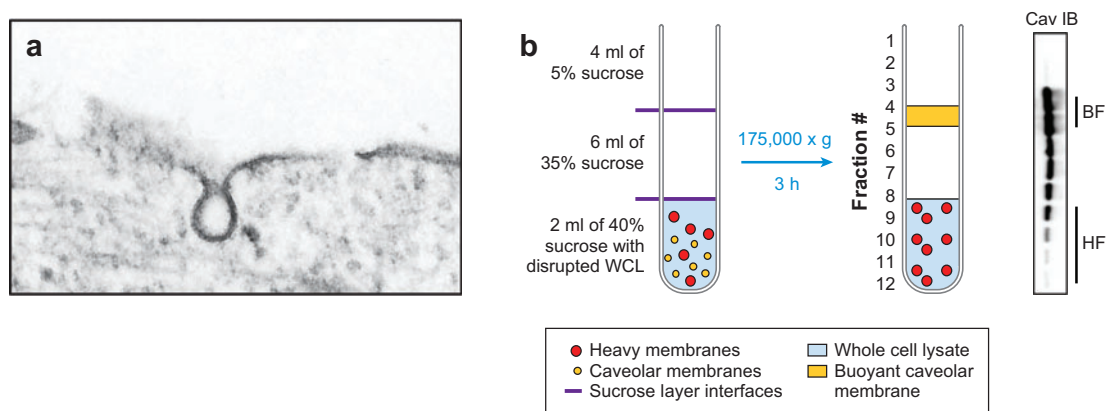 a
b
4 ml of
5% sucrose
6 ml of
35% sucrose
2 ml of 40%
sucrose with
disrupted WCL
175,000 x g
3 h
Fraction #
1
2
3
4
5
6
7
8
9
10
11
12
Cav IB
BF
HF
Heavy membranes
Caveolar membranes
Sucrose layer interfaces
Whole cell lysate
Buoyant caveolar
membrane